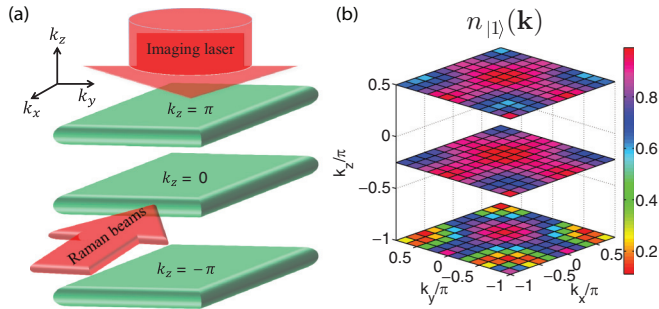 (a)
k_z
k_y
k_x
Imaging laser
k_z = π
k_z = 0
Raman beams
k_z = −π
(b)
n_|1⟩(k)
0.5
0
−0.5
−1
k_z/π
0.5
0
−0.5
−1
k_y/π
−1
−0.5
0
0.5
k_x/π
0.8
0.6
0.4
0.2